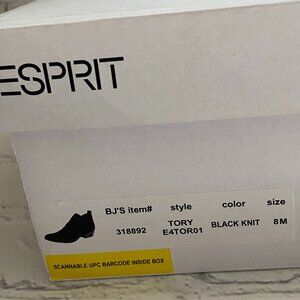 ESPRIT
BJ'S item# style color size
318892 TORY E4TOR01 BLACK KNIT 8M
SCANNABLE UPC BARCODE INSIDE BOX